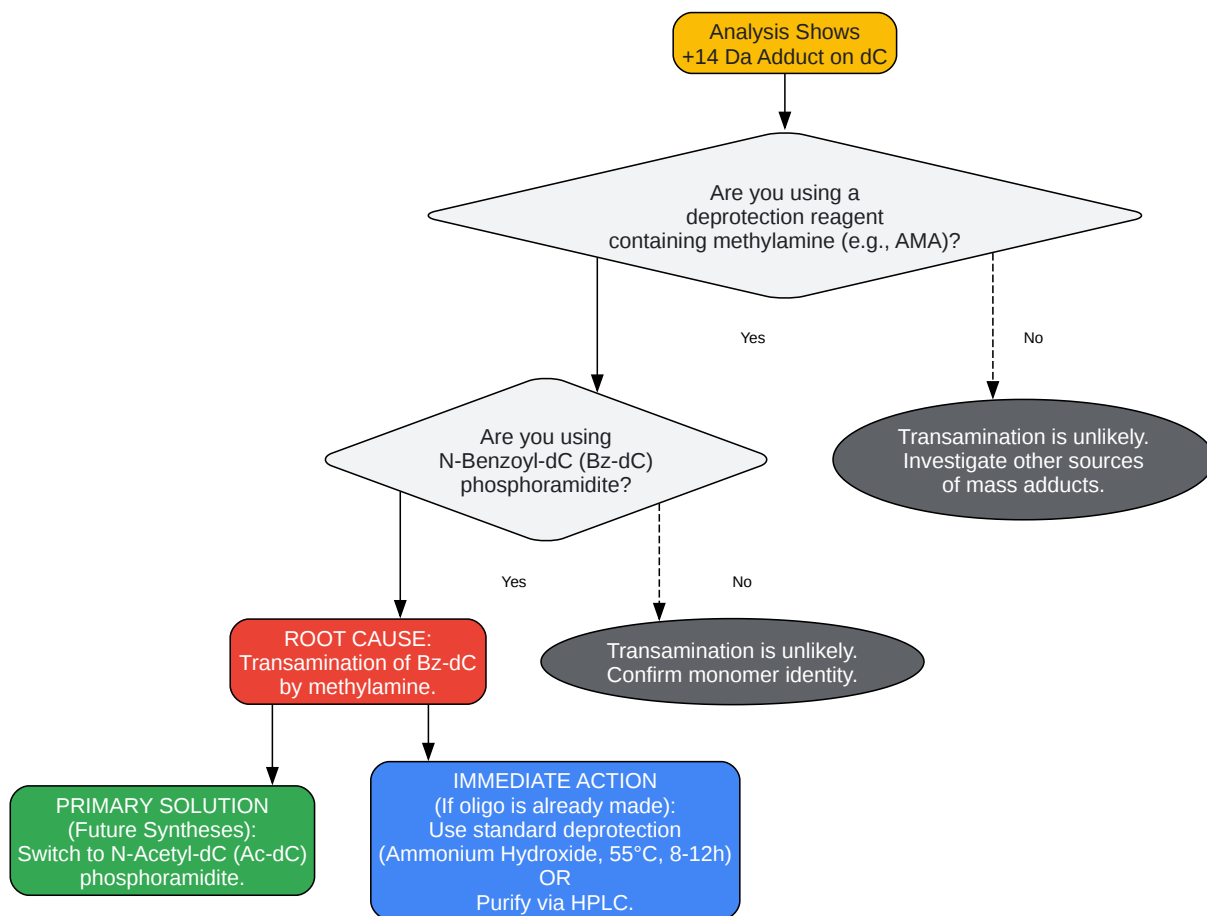 Analysis Shows
+14 Da Adduct on dC
Are you using a
deprotection reagent
containing methylamine (e.g., AMA)?
Yes
No
Are you using
N-Benzoyl-dC (Bz-dC)
phosphoramidite?
Transamination is unlikely.
Investigate other sources
of mass adducts.
Yes
No
ROOT CAUSE:
Transamination of Bz-dC
by methylamine.
Transamination is unlikely.
Confirm monomer identity.
PRIMARY SOLUTION
(Future Syntheses):
Switch to N-Acetyl-dC (Ac-dC)
phosphoramidite.
IMMEDIATE ACTION
(If oligo is already made):
Use standard deprotection
(Ammonium Hydroxide, 55°C, 8-12h)
OR
Purify via HPLC.